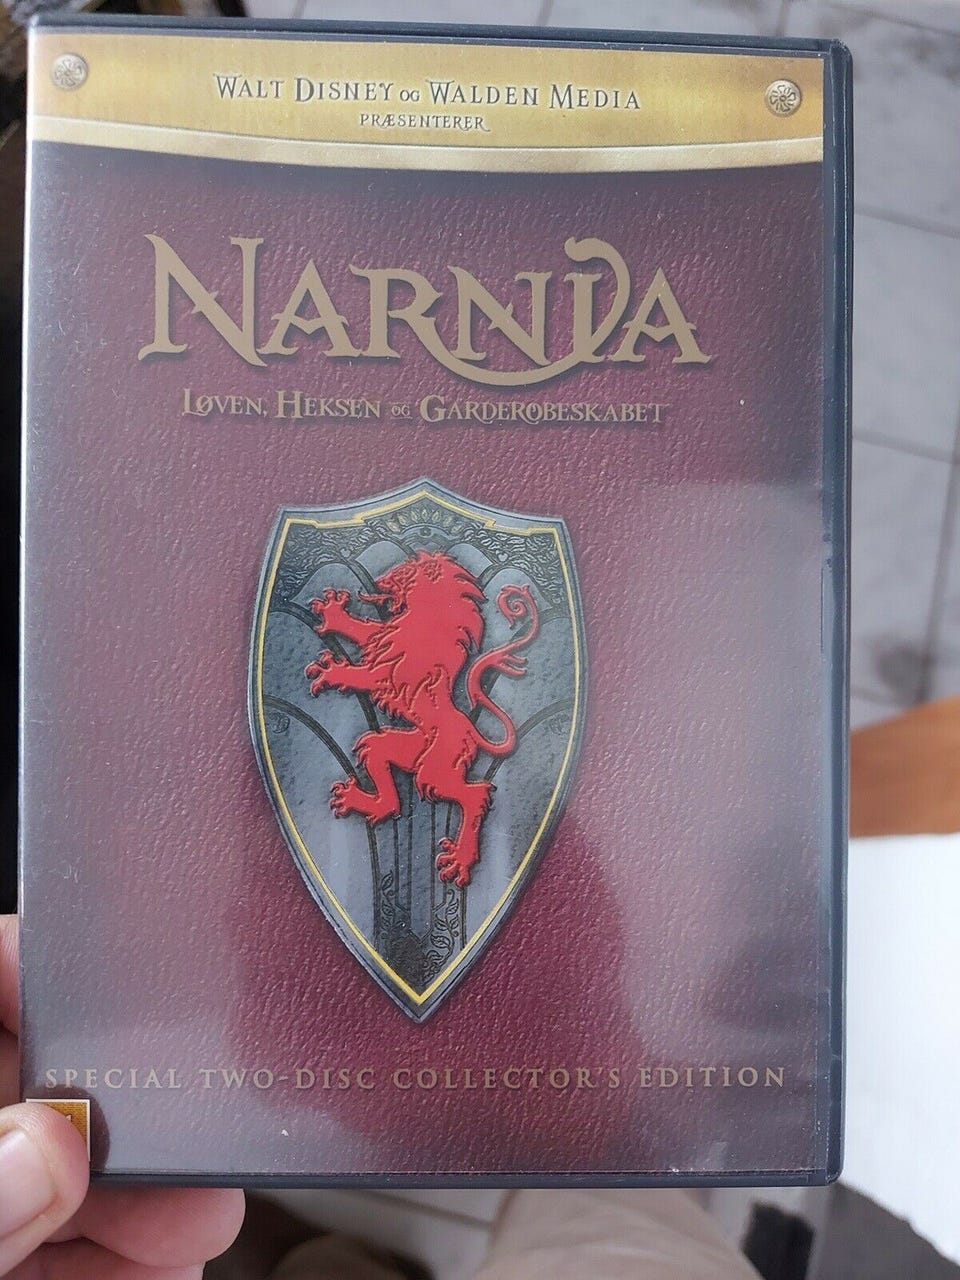 WALT DISNEY OG WALDEN MEDIA
PRÆSENTERER
NARNIA
LØVEN, HEKSEN OG GARDEROBESKABET
SPECIAL TWO-DISC COLLECTOR'S EDITION